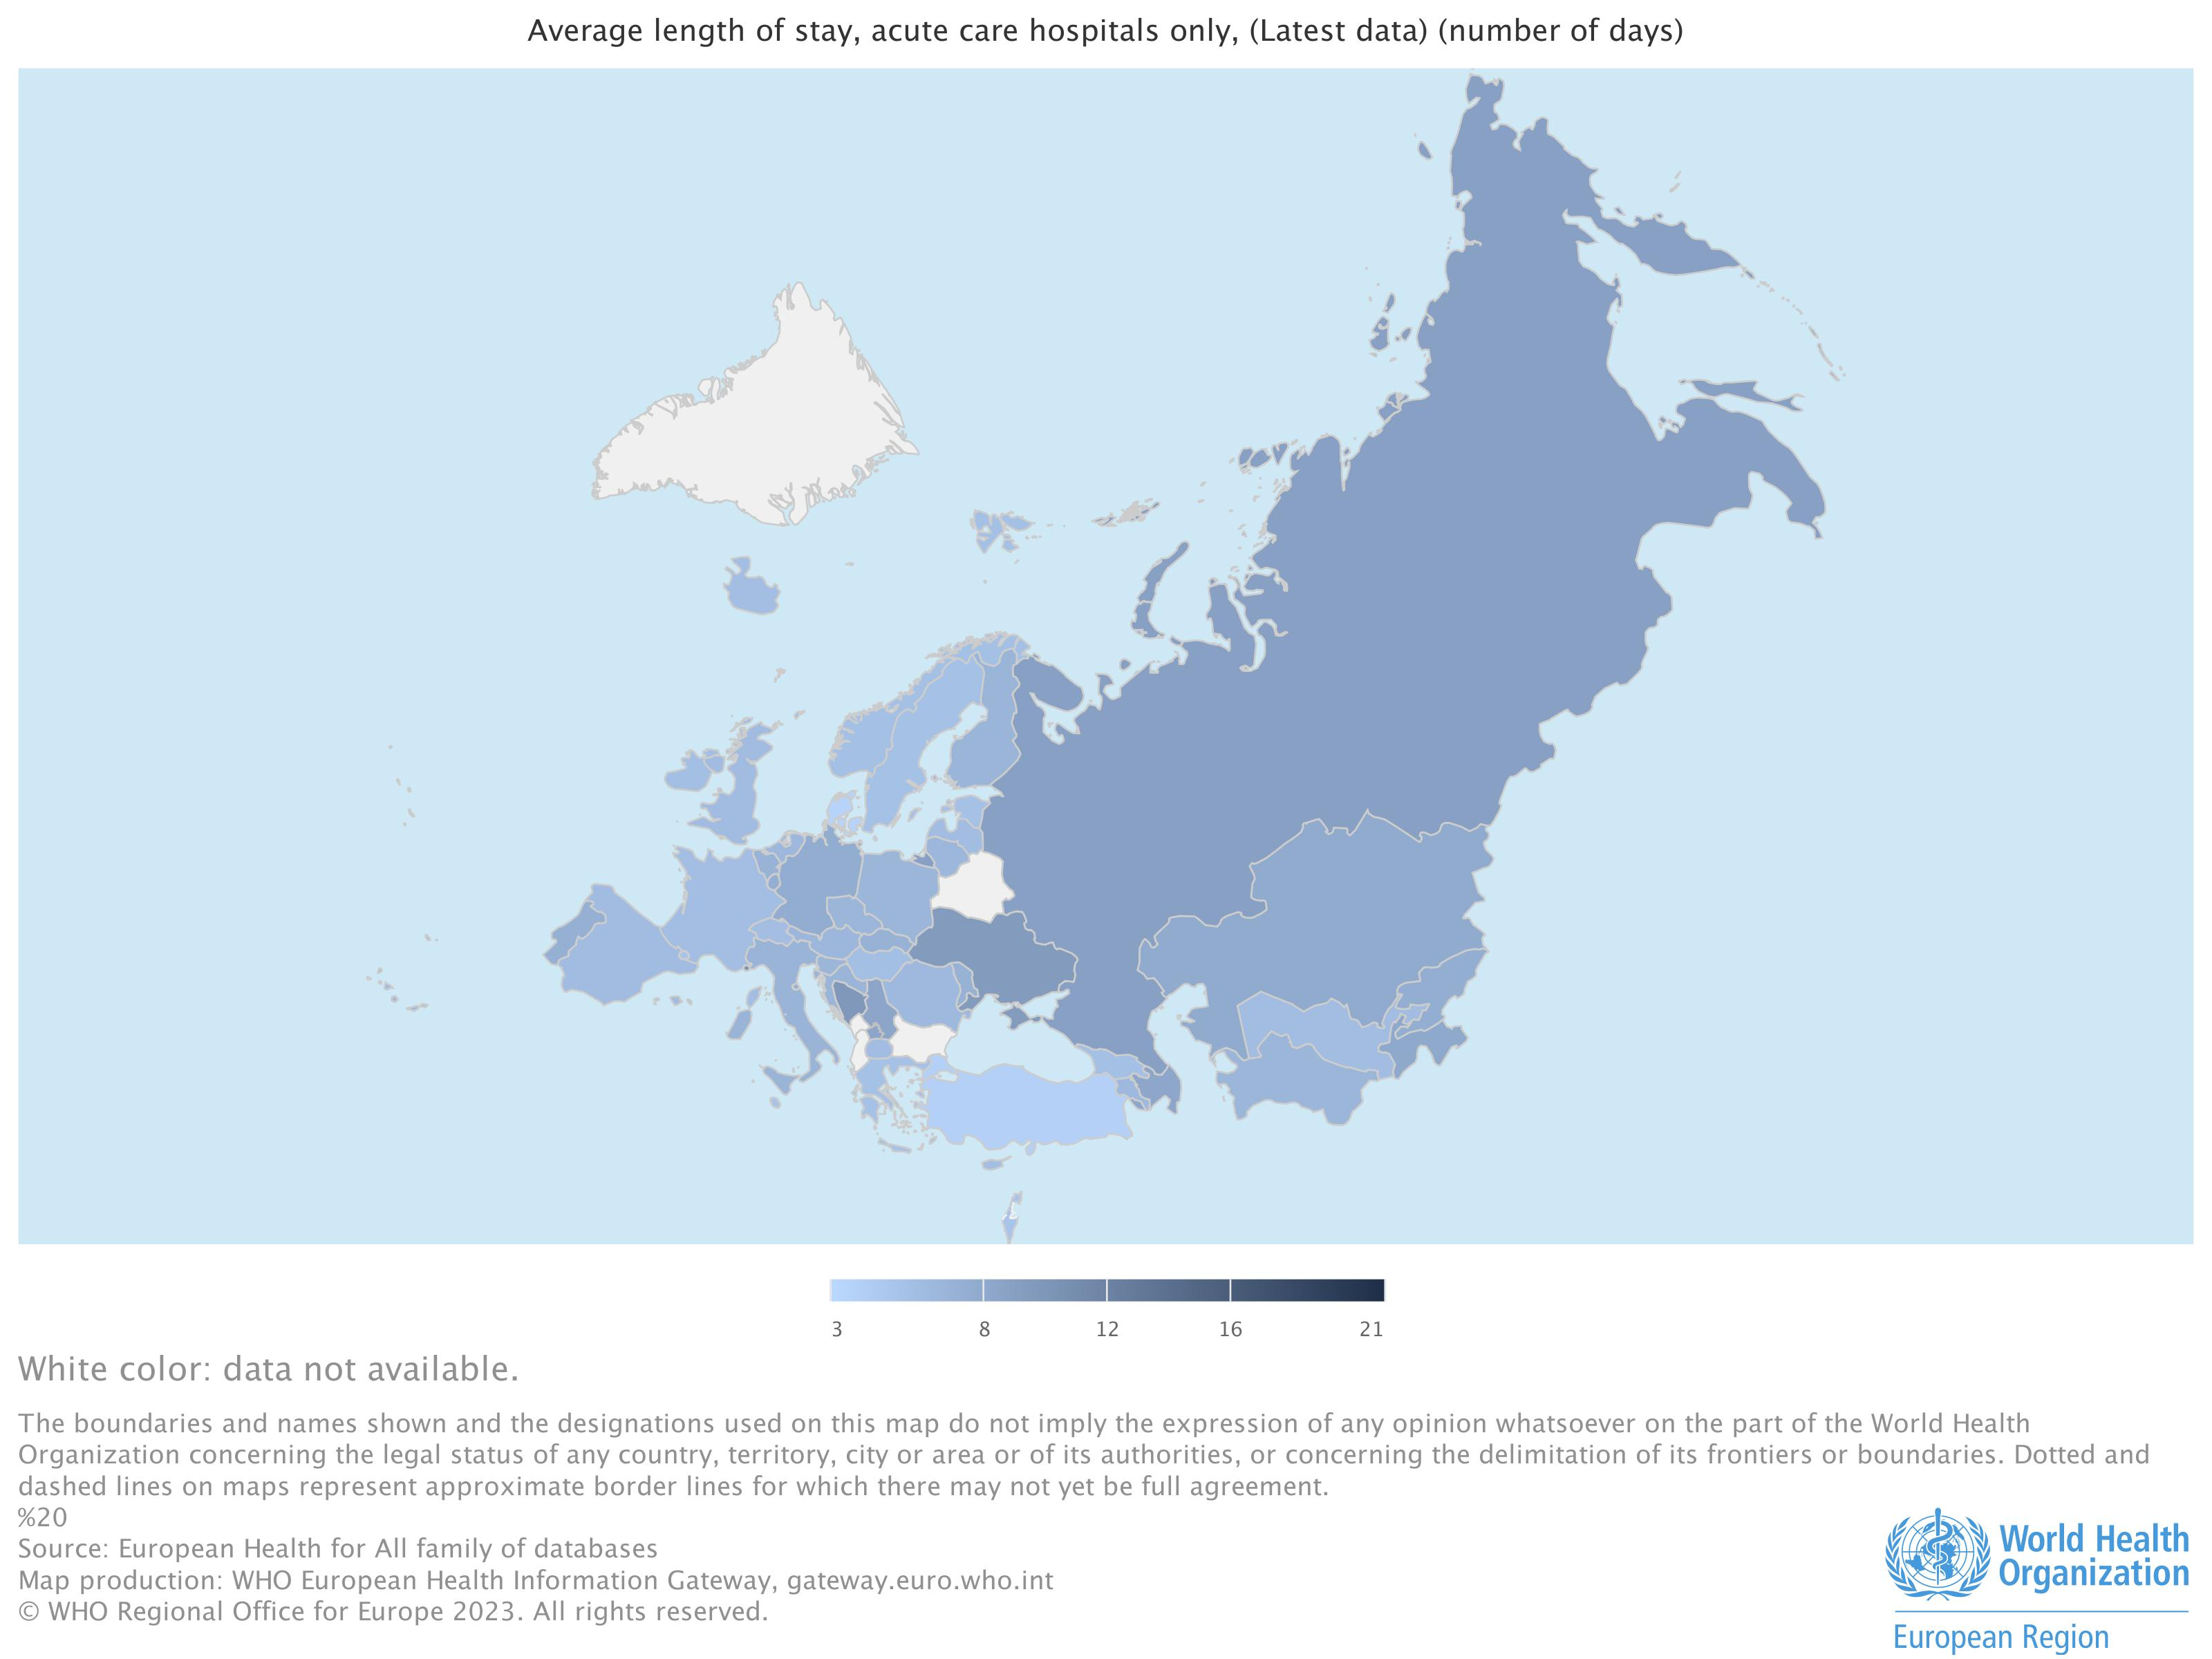 Average length of stay, acute care hospitals only, (Latest data) (number of days)
3 8 12 16 21
White color: data not available.
The boundaries and names shown and the designations used on this map do not imply the expression of any opinion whatsoever on the part of the World Health
Organization concerning the legal status of any country, territory, city or area or of its authorities, or concerning the delimitation of its frontiers or boundaries. Dotted and
dashed lines on maps represent approximate border lines for which there may not yet be full agreement.
%20
Source: European Health for All family of databases
Map production: WHO European Health Information Gateway, gateway.euro.who.int
© WHO Regional Office for Europe 2023. All rights reserved.
World Health
Organization
European Region